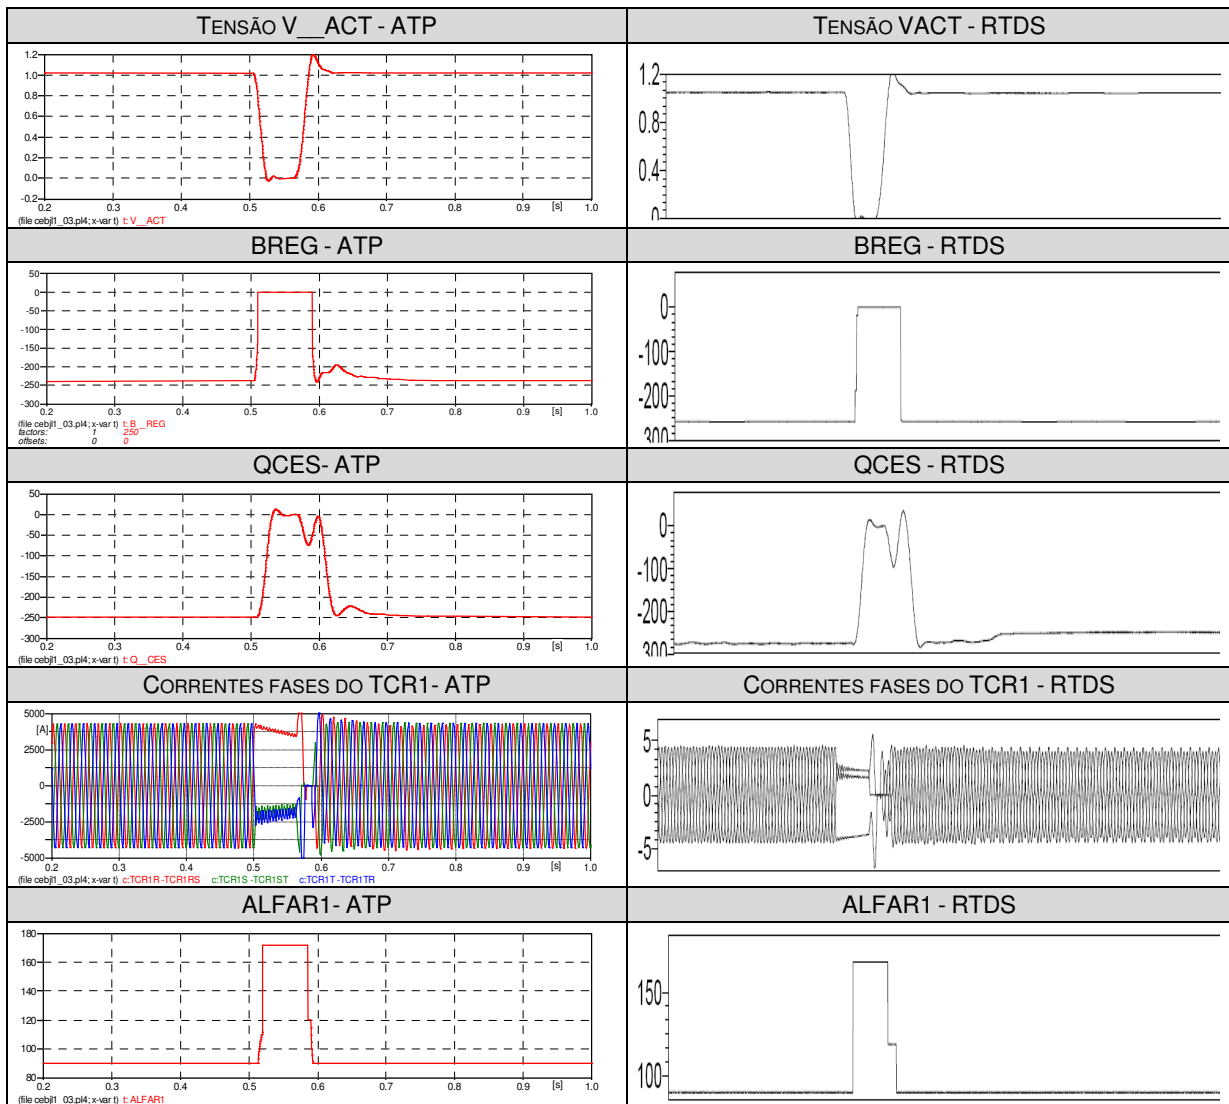 TENSÃO V__ACT - ATP
TENSÃO VACT - RTDS
1.2
1.0
0.8
0.6
0.4
0.2
0.0
-0.2
0.2 0.3 0.4 0.5 0.6 0.7 0.8 0.9 [s] 1.0
(file cebjl1_03.pl4; x-var t) t: V__ACT
1.2
0.8
0.4
0
BREG - ATP
BREG - RTDS
50
0
-50
-100
-150
-200
-250
-300
0.2 0.3 0.4 0.5 0.6 0.7 0.8 0.9 [s] 1.0
(file cebjl1_03.pl4; x-var t) t: B__REG
factors: 1 250
offsets: 0 0
0
-100
-200
300
QCES- ATP
QCES - RTDS
50
0
-50
-100
-150
-200
-250
-300
0.2 0.3 0.4 0.5 0.6 0.7 0.8 0.9 [s] 1.0
(file cebjl1_03.pl4; x-var t) t: Q__CES
0
-100
-200
300
CORRENTES FASES DO TCR1- ATP
CORRENTES FASES DO TCR1 - RTDS
5000
[A]
2500
0
-2500
-5000
0.2 0.3 0.4 0.5 0.6 0.7 0.8 0.9 [s] 1.0
(file cebjl1_03.pl4; x-var t) c:TCR1R -TCR1RS c:TCR1S -TCR1ST c:TCR1T -TCR1TR
5
0
-5
ALFAR1- ATP
ALFAR1 - RTDS
180
160
140
120
100
80
0.2 0.3 0.4 0.5 0.6 0.7 0.8 0.9 [s] 1.0
(file cebjl1_03.pl4; x-var t) t: ALFAR1
150
100